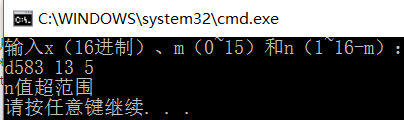 C:\WINDOWS\system32\cmd.exe
输入x（16进制）、m（0~15）和n（1~16-m）：
d583 13 5
n值超范围
请按任意键继续. . .